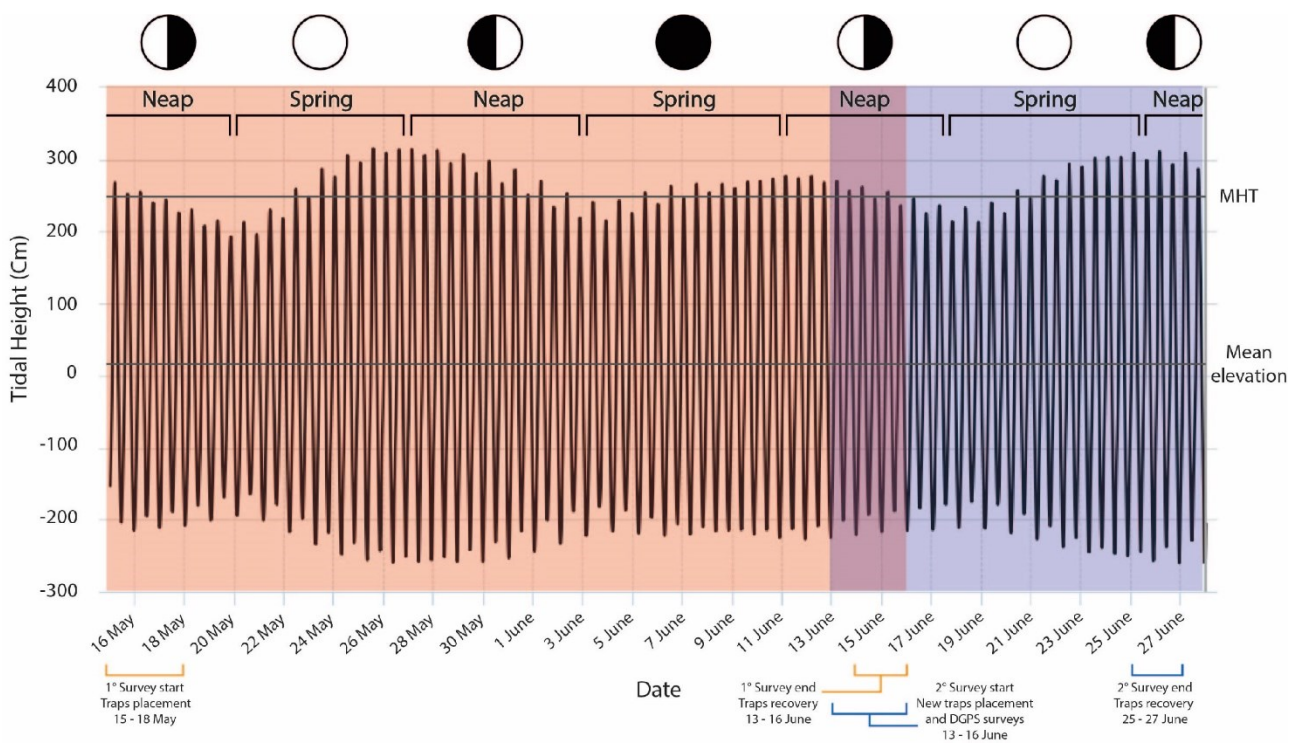 400
300
200
100
0
-100
-200
-300
Tidal Height (Cm)
Neap
Spring
Neap
Spring
Neap
Spring
Neap
MHT
Mean
elevation
16 May
18 May
20 May
22 May
24 May
26 May
28 May
30 May
1 June
3 June
5 June
7 June
9 June
11 June
13 June
15 June
17 June
19 June
21 June
23 June
25 June
27 June
Date
1° Survey start
Traps placement
15 - 18 May
1° Survey end
Traps recovery
13 - 16 June
2° Survey start
New traps placement
and DGPS surveys
13 - 16 June
2° Survey end
Traps recovery
25 - 27 June